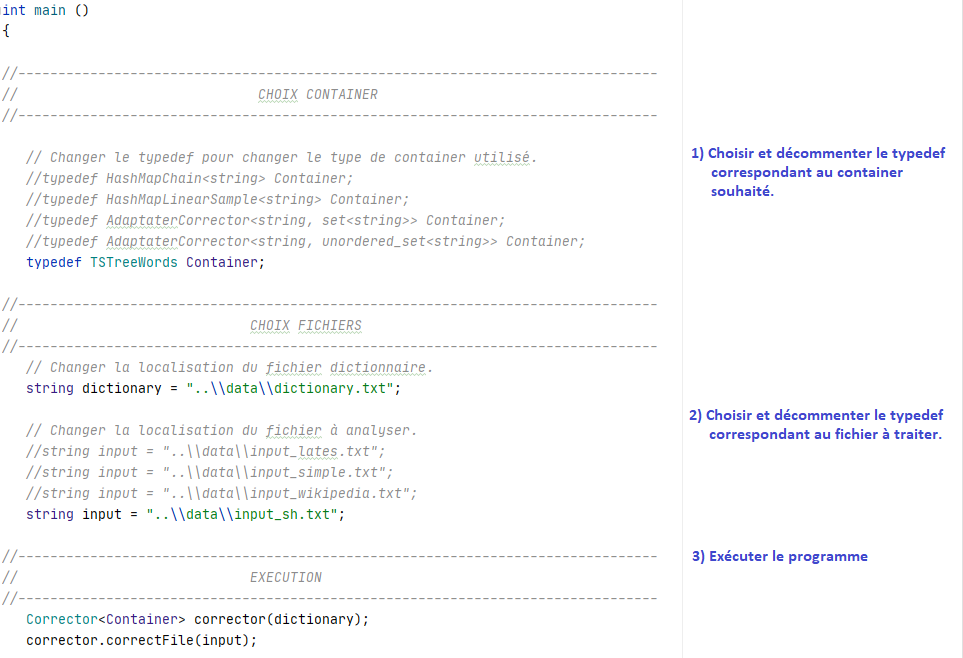 int main ()
{
//--------------------------------------------------------------------------------
//                              CHOIX CONTAINER
//--------------------------------------------------------------------------------
// Changer le typedef pour changer le type de container utilisé.
//typedef HashMapChain<string> Container;
//typedef HashMapLinearSample<string> Container;
//typedef AdaptaterCorrector<string, set<string>> Container;
//typedef AdaptaterCorrector<string, unordered_set<string>> Container;
typedef TSTreeWords Container;
1) Choisir et décommenter le typedef
correspondant au container
souhaité.
//--------------------------------------------------------------------------------
//                             CHOIX FICHIERS
//--------------------------------------------------------------------------------
// Changer la localisation du fichier dictionnaire.
string dictionary = "..\\data\\dictionary.txt";
// Changer la localisation du fichier à analyser.
//string input = "..\\data\\input_lates.txt";
//string input = "..\\data\\input_simple.txt";
//string input = "..\\data\\input_wikipedia.txt";
string input = "..\\data\\input_sh.txt";
2) Choisir et décommenter le typedef
correspondant au fichier à traiter.
//--------------------------------------------------------------------------------
//                             EXECUTION
//--------------------------------------------------------------------------------
Corrector<Container> corrector(dictionary);
corrector.correctFile(input);
3) Exécuter le programme